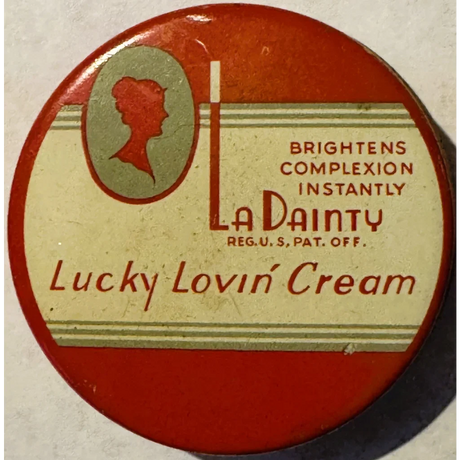 BRIGHTENS
COMPLEXION
INSTANTLY
LA DAINTY
REG. U. S. PAT. OFF.
Lucky Lovin' Cream